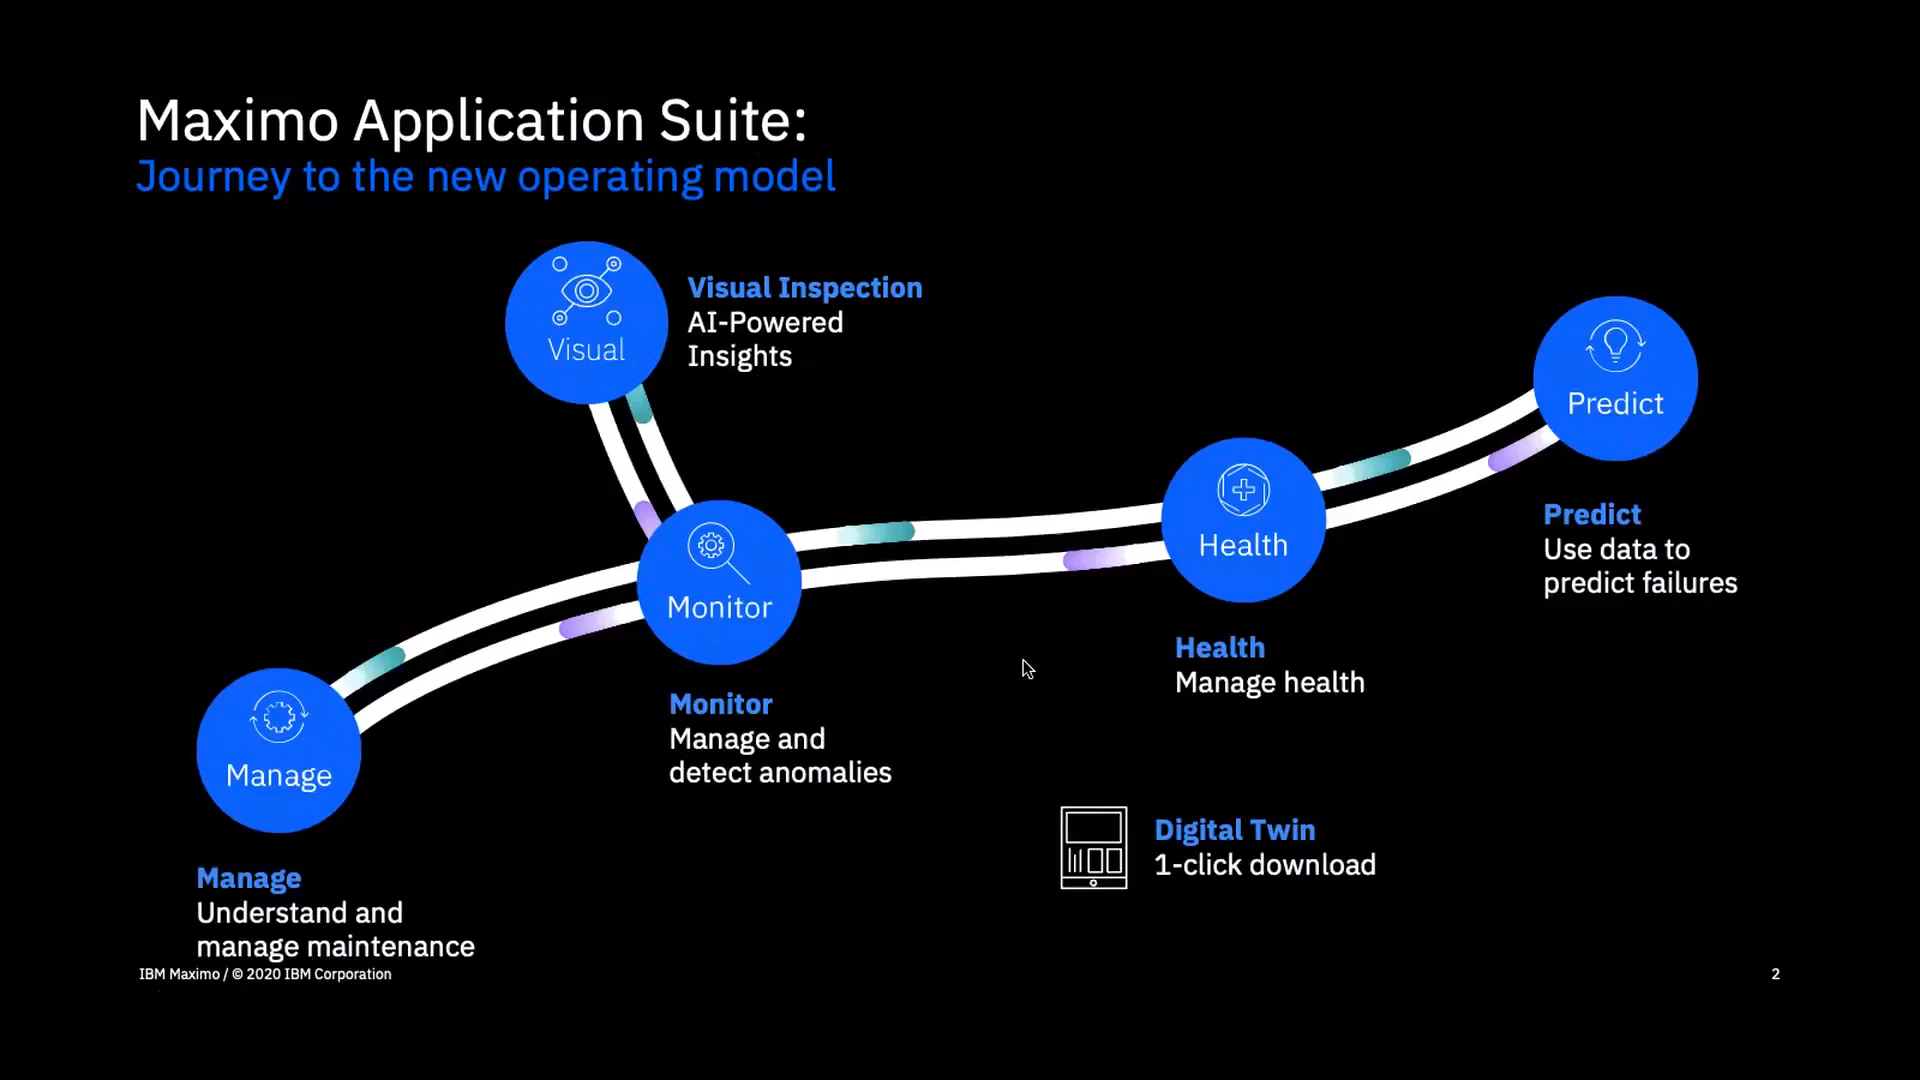 Maximo Application Suite:
Journey to the new operating model
Visual
Visual Inspection
AI-Powered
Insights
Predict
Predict
Use data to
predict failures
Health
Health
Manage health
Monitor
Monitor
Manage and
detect anomalies
Manage
Manage
Understand and
manage maintenance
Digital Twin
1-click download
IBM Maximo / © 2020 IBM Corporation
2